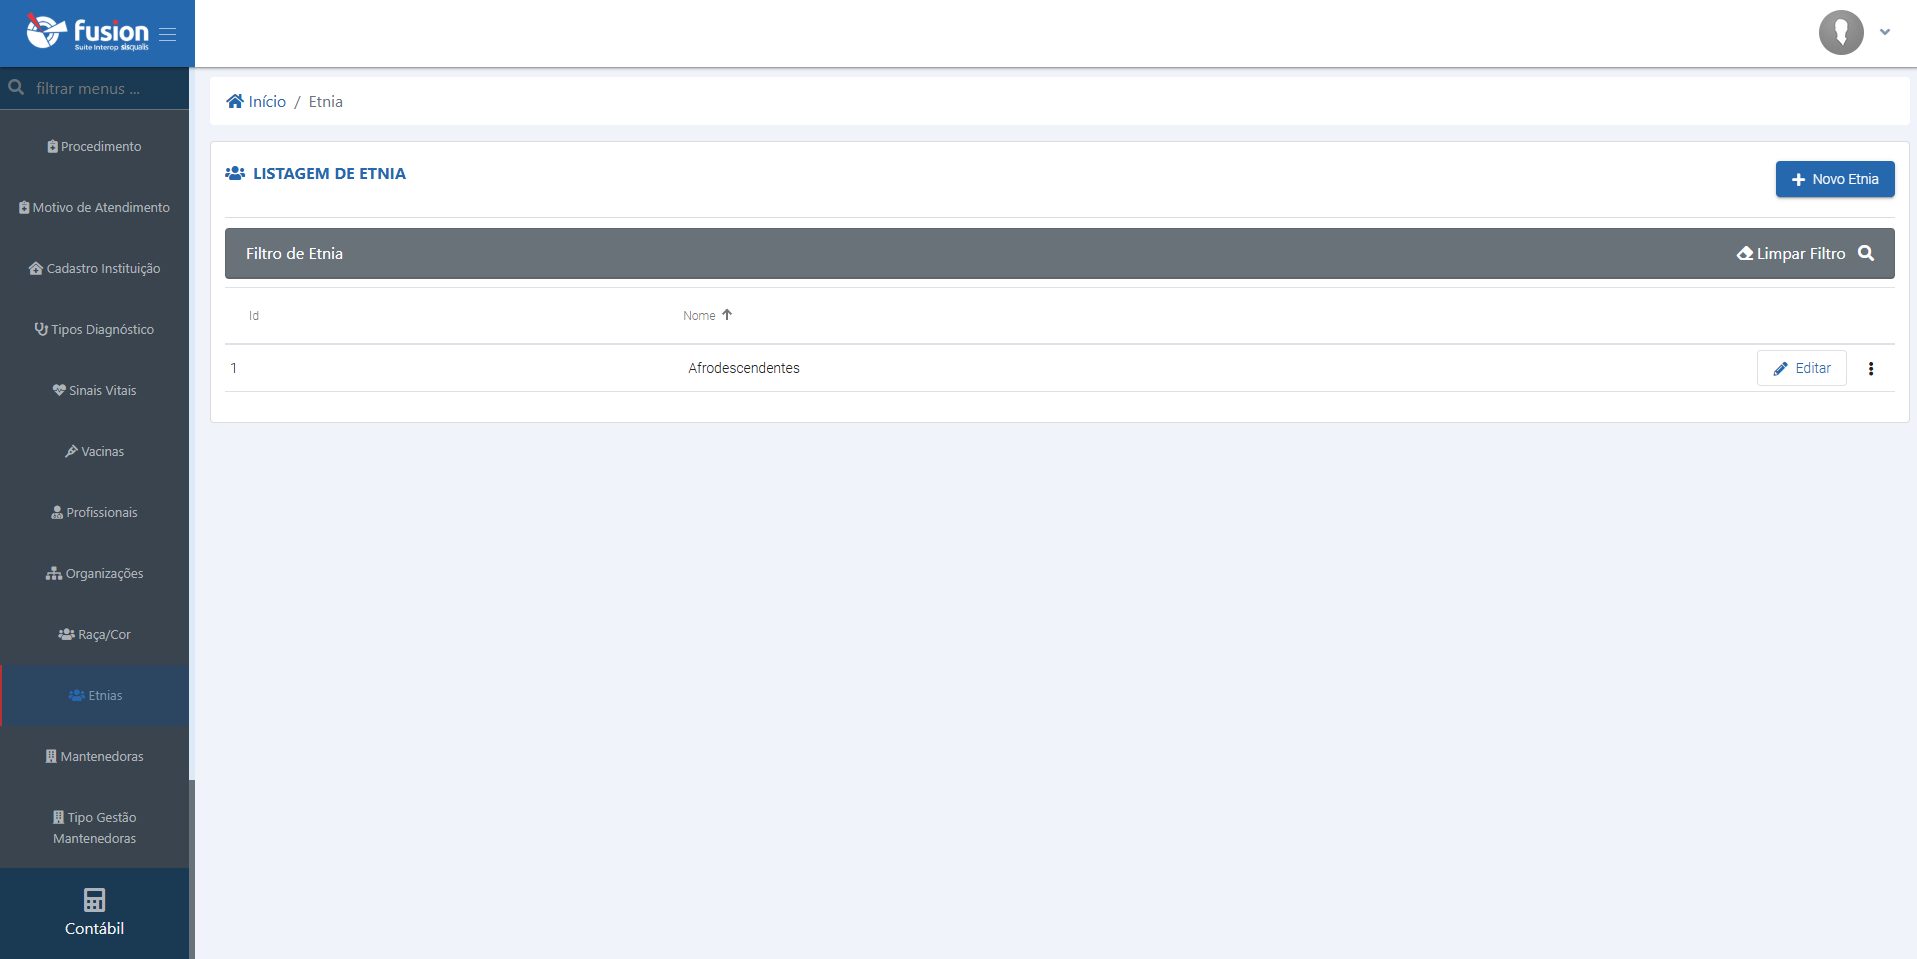 fusion
Suite Interop sisqualis
filtrar menus ...
Procedimento
Motivo de Atendimento
Cadastro Instituição
Tipos Diagnóstico
Sinais Vitais
Vacinas
Profissionais
Organizações
Raça/Cor
Etnias
Mantenedoras
Tipo Gestão
Mantenedoras
Contábil
Início / Etnia
LISTAGEM DE ETNIA
Novo Etnia
Filtro de Etnia
Limpar Filtro
Id Nome
1 Afrodescendentes Editar